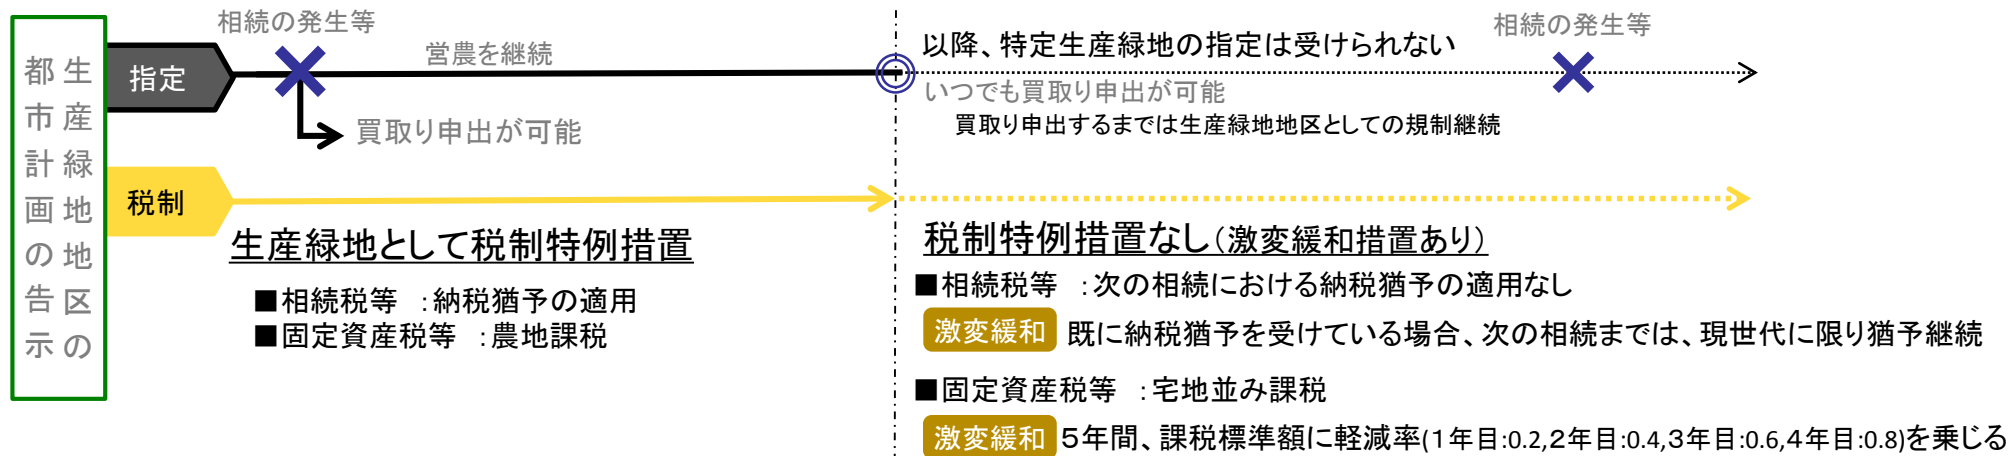 生産緑地地区の
都市計画の告示
指定
相続の発生等
営農を継続
買取り申出が可能
以降、特定生産緑地の指定は受けられない
相続の発生等
いつでも買取り申出が可能
買取り申出するまでは生産緑地地区としての規制継続
税制
生産緑地として税制特例措置
■相続税等 :納税猶予の適用
■固定資産税等 :農地課税
税制特例措置なし(激変緩和措置あり)
■相続税等 :次の相続における納税猶予の適用なし
激変緩和 既に納税猶予を受けている場合、次の相続までは、現世代に限り猶予継続
■固定資産税等 :宅地並み課税
激変緩和 5年間、課税標準額に軽減率(1年目:0.2,2年目:0.4,3年目:0.6,4年目:0.8)を乗じる